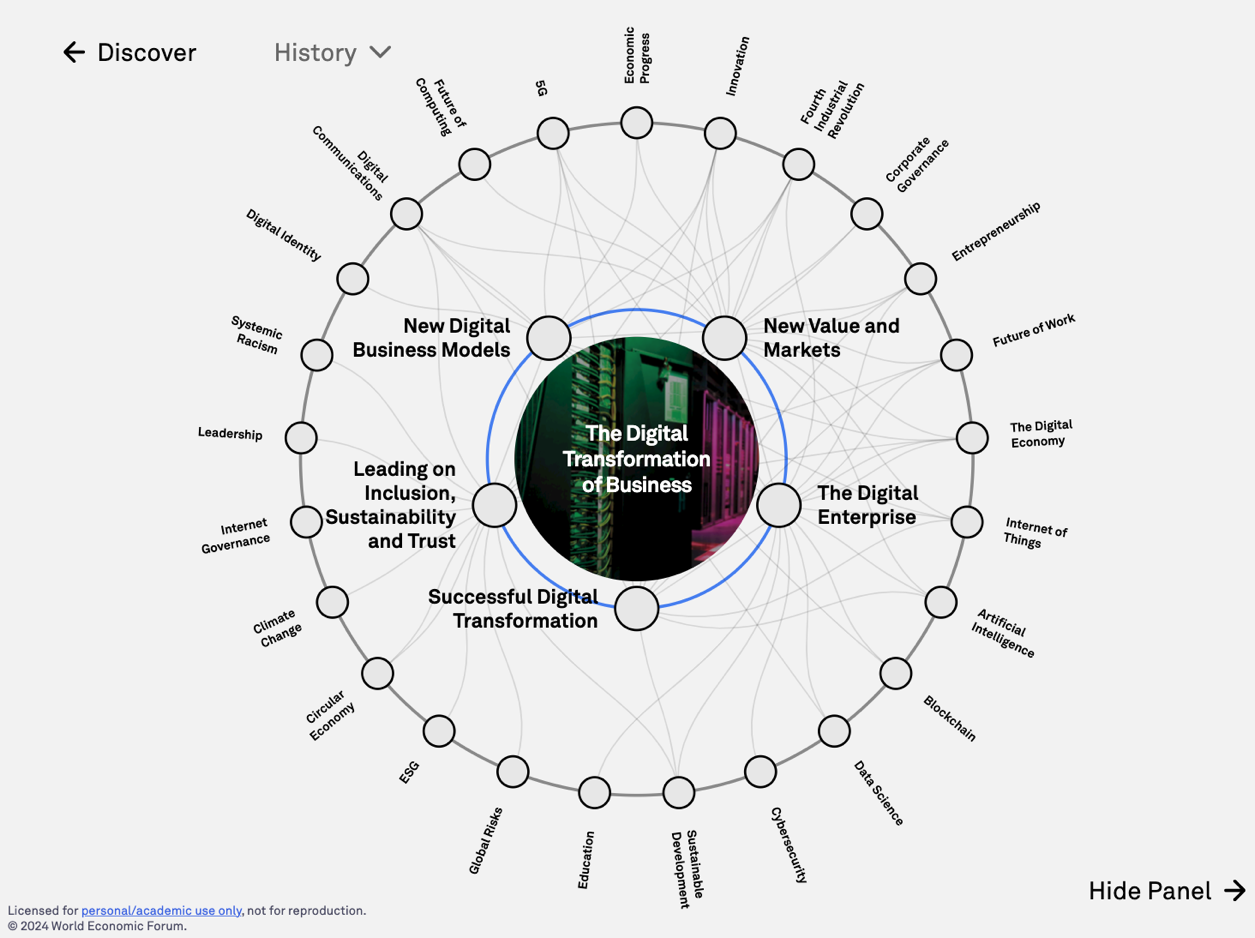 Discover
History
Economic
Progress
Innovation
Fourth
Industrial
Revolution
Corporate
Governance
Entrepreneurship
Future of Work
The Digital
Economy
Internet of
Things
Artificial
Intelligence
Blockchain
Data Science
Cybersecurity
Sustainable
Development
Education
Global Risks
ESG
Circular
Economy
Climate
Change
Internet
Governance
Leadership
Systemic
Racism
Digital Identity
Digital
Communications
Future of
Computing
5G
New Digital
Business Models
New Value and
Markets
The Digital
Transformation
of Business
Leading on
Inclusion,
Sustainability
and Trust
The Digital
Enterprise
Successful Digital
Transformation
Hide Panel
Licensed for personal/academic use only, not for reproduction.
© 2024 World Economic Forum.